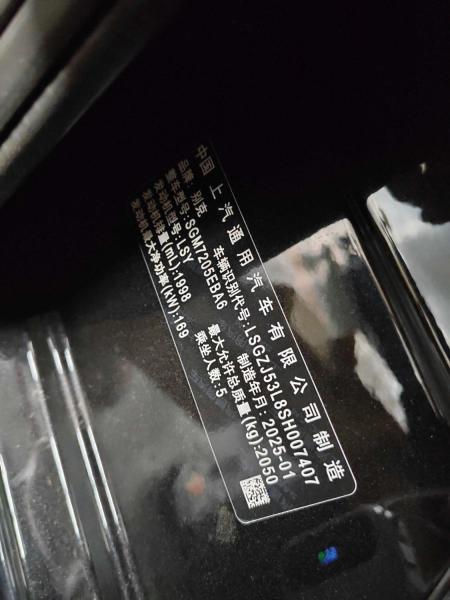 中国 上汽通用汽车有限公司制造
品牌:别克 车辆识别代号:LSGZJ53L8SH007407
整车型号:SGM7205EBA6 制造年月:2025-01
发动机型号:LSY 最大允许总质量(kg):2050
发动机排量(mL):1998 乘坐人数:5
发动机最大净功率(kW):169